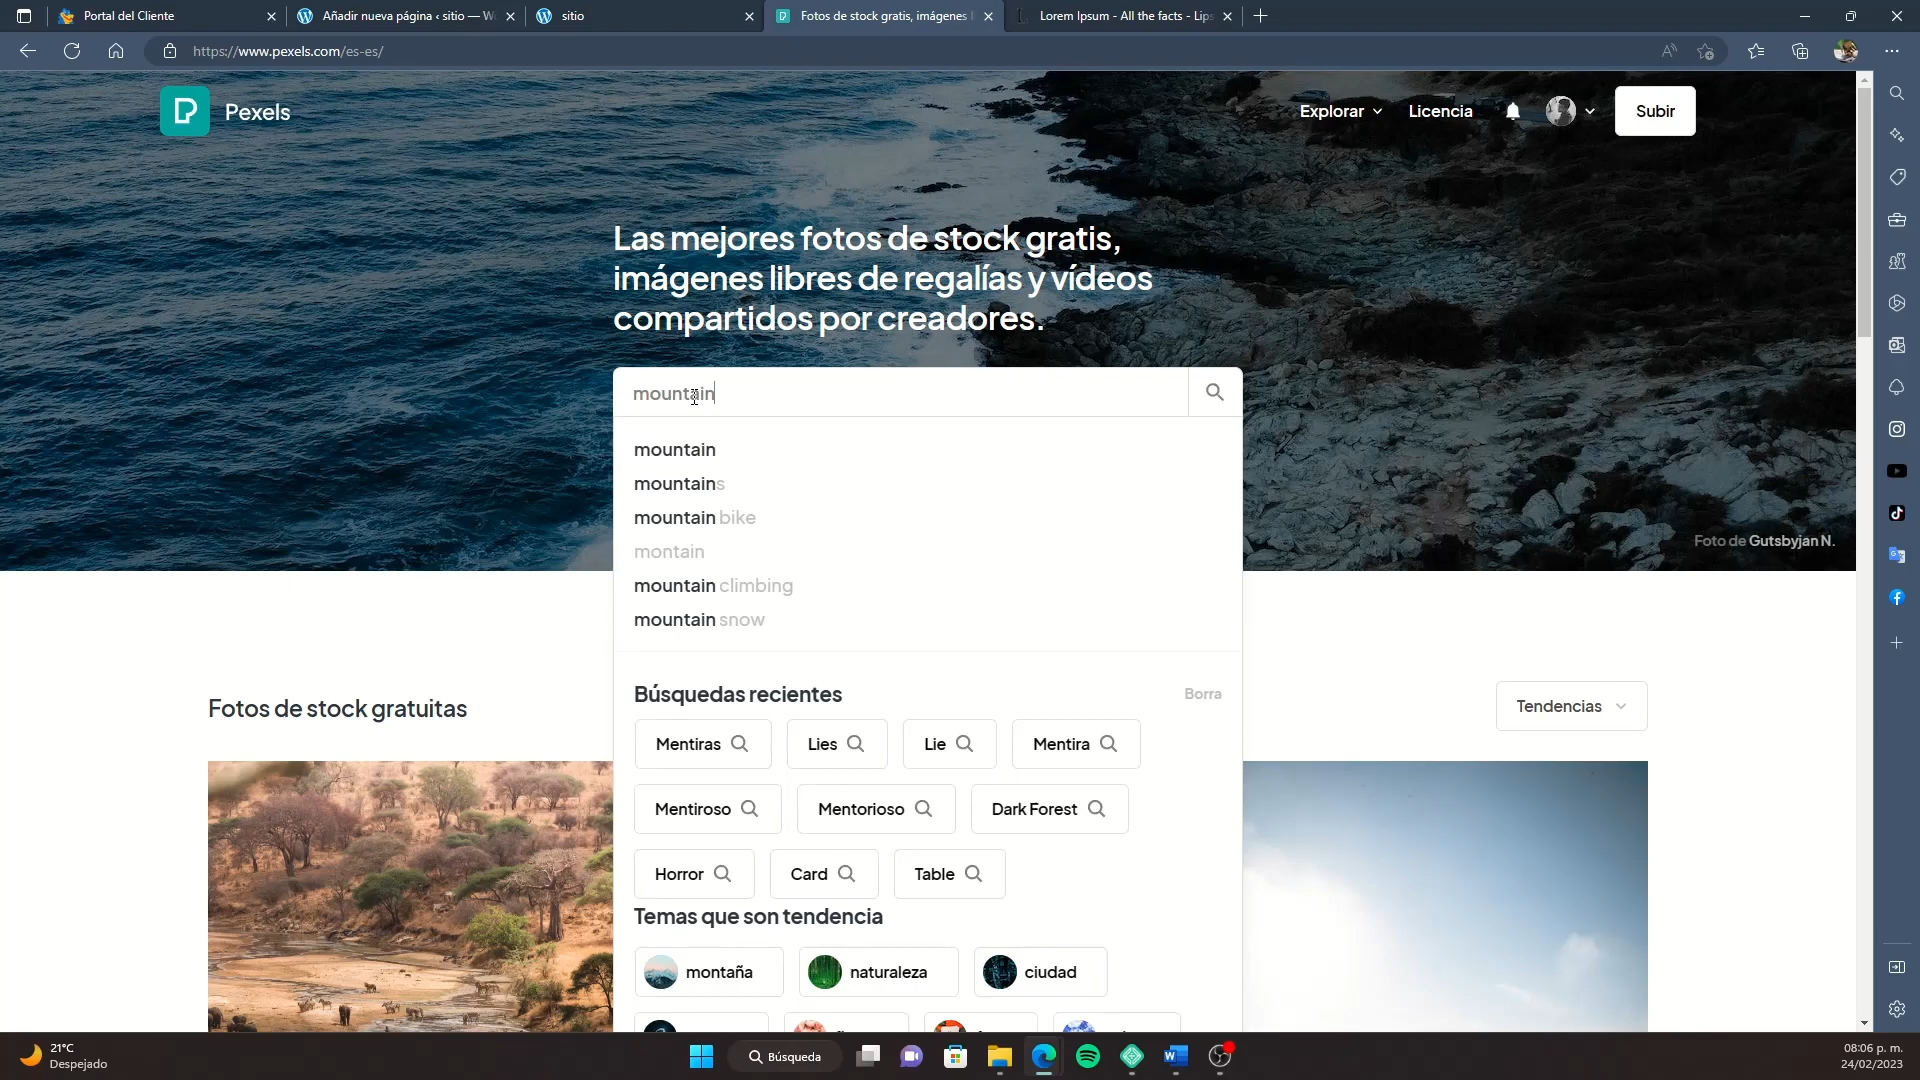 Portal del Cliente
Añadir nueva página ‹ sitio — W
sitio
Fotos de stock gratis, imágenes
Lorem Ipsum - All the facts - Lips
https://www.pexels.com/es-es/
Pexels
Explorar
Licencia
Subir
Las mejores fotos de stock gratis,
imágenes libres de regalías y vídeos
compartidos por creadores.
mountain
mountain
mountains
mountain bike
montain
mountain climbing
mountain snow
Foto de Gutsbyjan N.
Búsquedas recientes
Borra
Fotos de stock gratuitas
Tendencias
Mentiras
Lies
Lie
Mentira
Mentiroso
Mentorioso
Dark Forest
Horror
Card
Table
Temas que son tendencia
montaña
naturaleza
ciudad
21°C
Despejado
Búsqueda
08:06 p. m.
24/02/2023